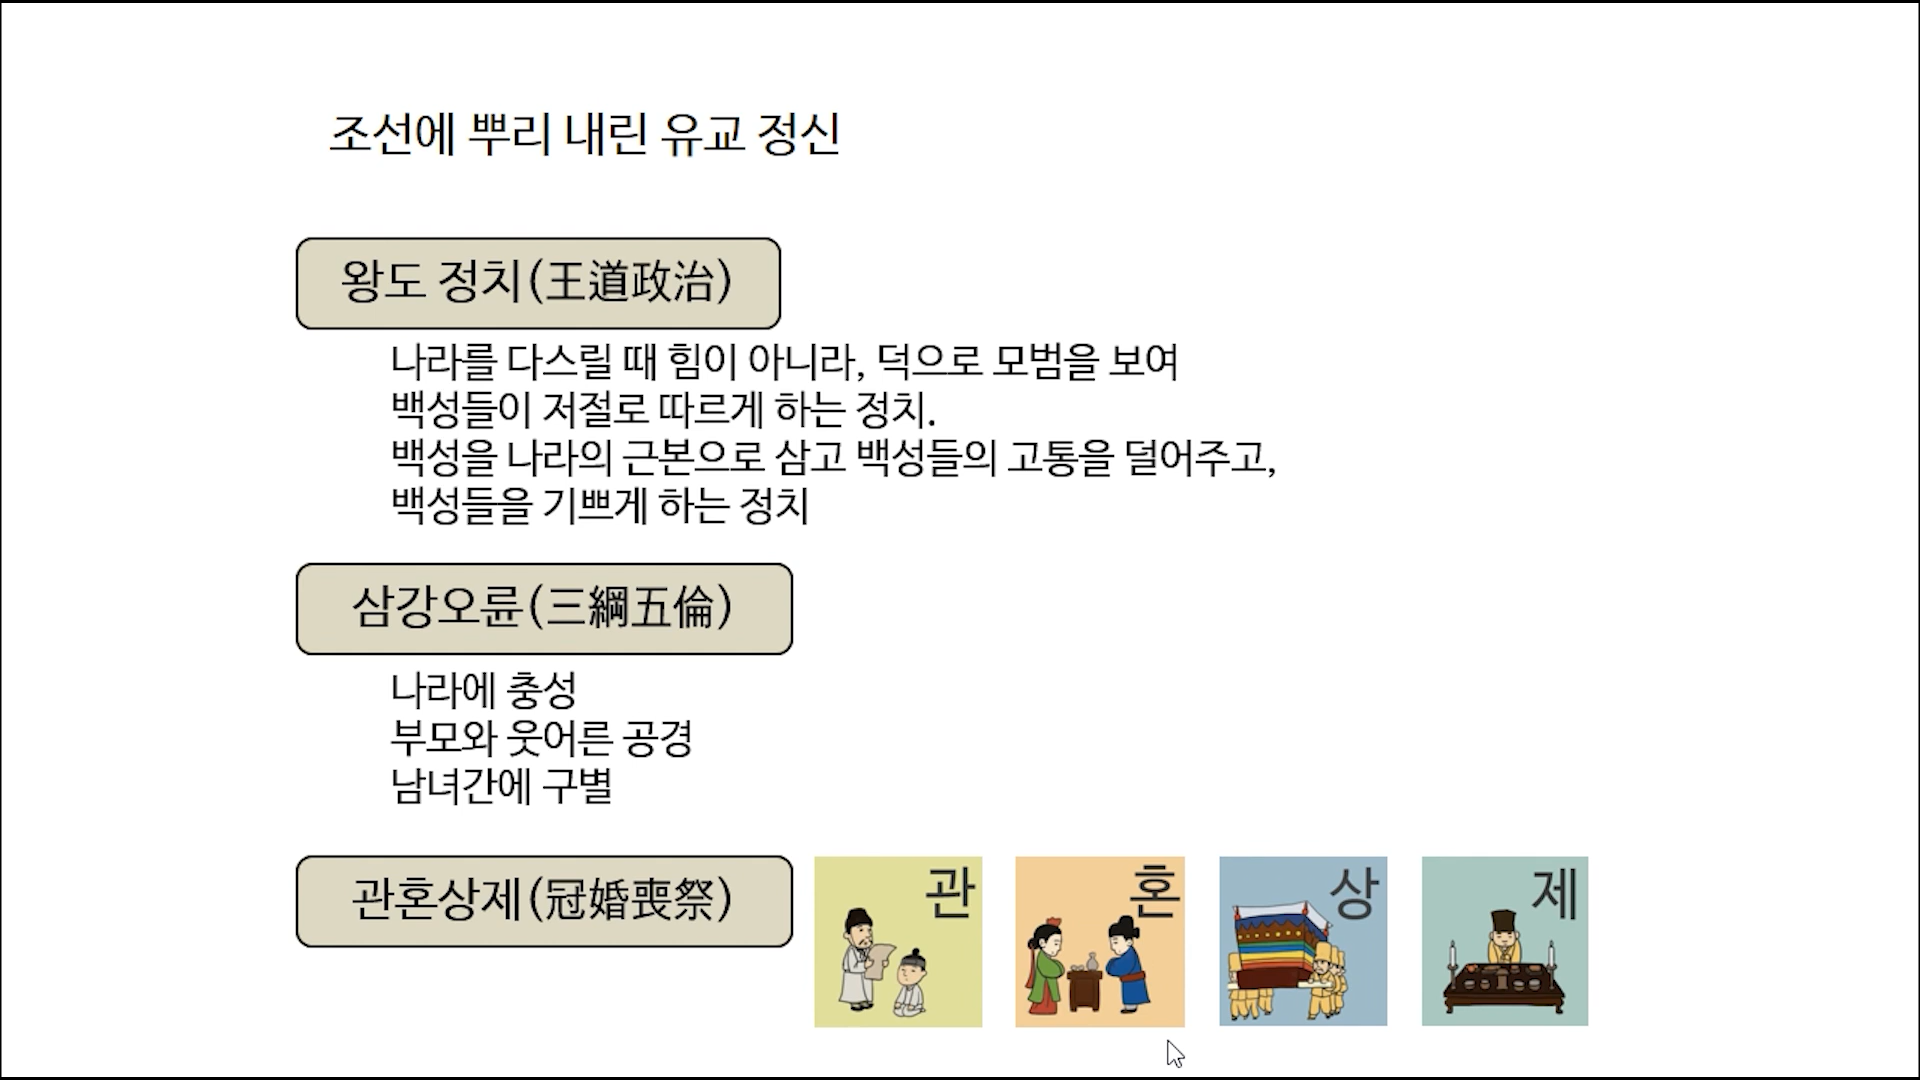 조선에 뿌리 내린 유교 정신
왕도 정치(王道政治)
나라를 다스릴 때 힘이 아니라, 덕으로 모범을 보여
백성들이 저절로 따르게 하는 정치.
백성을 나라의 근본으로 삼고 백성들의 고통을 덜어주고,
백성들을 기쁘게 하는 정치
삼강오륜(三綱五倫)
나라에 충성
부모와 웃어른 공경
남녀간에 구별
관혼상제(冠婚喪祭)
관
혼
상
제